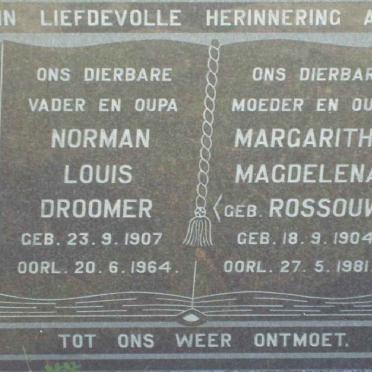 IN LIEFDEVOLLE HERINNERING A
ONS DIERBARE
VADER EN OUPA
NORMAN
LOUIS
DROOMER
GEB. 23.9.1907
OORL. 20.6.1964.
ONS DIERBAR
MOEDER EN OU
MARGARITH
MAGDELENA
GEB. ROSSOUW
GEB. 18.9.1904
OORL. 27.5.1981
TOT ONS WEER ONTMOET.